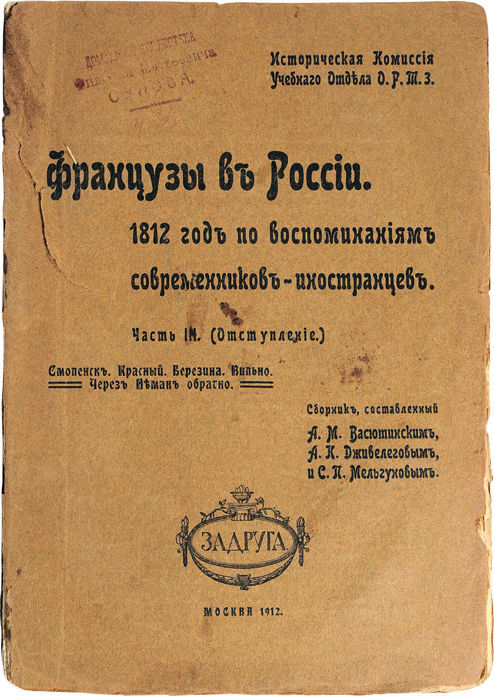 Историческая Комиссія
Учебнаго Отдѣла О. Р. Т. З.
Французы въ Россіи.
1812 годъ по воспоминаніямъ
современниковъ-иностранцевъ.
Часть III. (Отступленіе.)
Смоленскъ. Красный. Березина. Вильно.
Черезъ Нѣманъ обратно.
Сборникъ, составленный
А. М. Васютинскимъ,
А. К. Дживелеговымъ,
и С. П. Мельгуновымъ.
ЗАДРУГА
МОСКВА 1912.